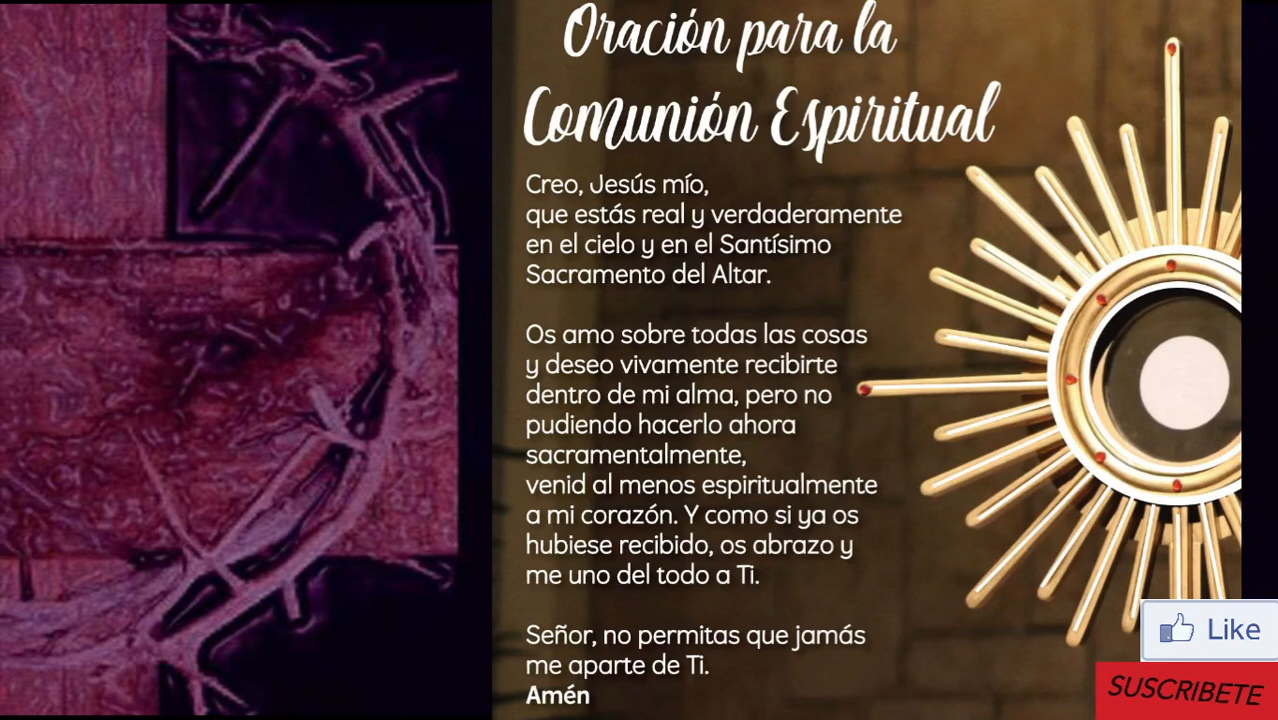 Oración para la
Comunión Espiritual
Creo, Jesús mío,
que estás real y verdaderamente
en el cielo y en el Santísimo
Sacramento del Altar.
Os amo sobre todas las cosas
y deseo vivamente recibirte
dentro de mi alma, pero no
pudiendo hacerlo ahora
sacramentalmente,
venid al menos espiritualmente
a mi corazón. Y como si ya os
hubiese recibido, os abrazo y
me uno del todo a Ti.
Señor, no permitas que jamás
me aparte de Ti.
Amén
Like
SUSCRIBETE